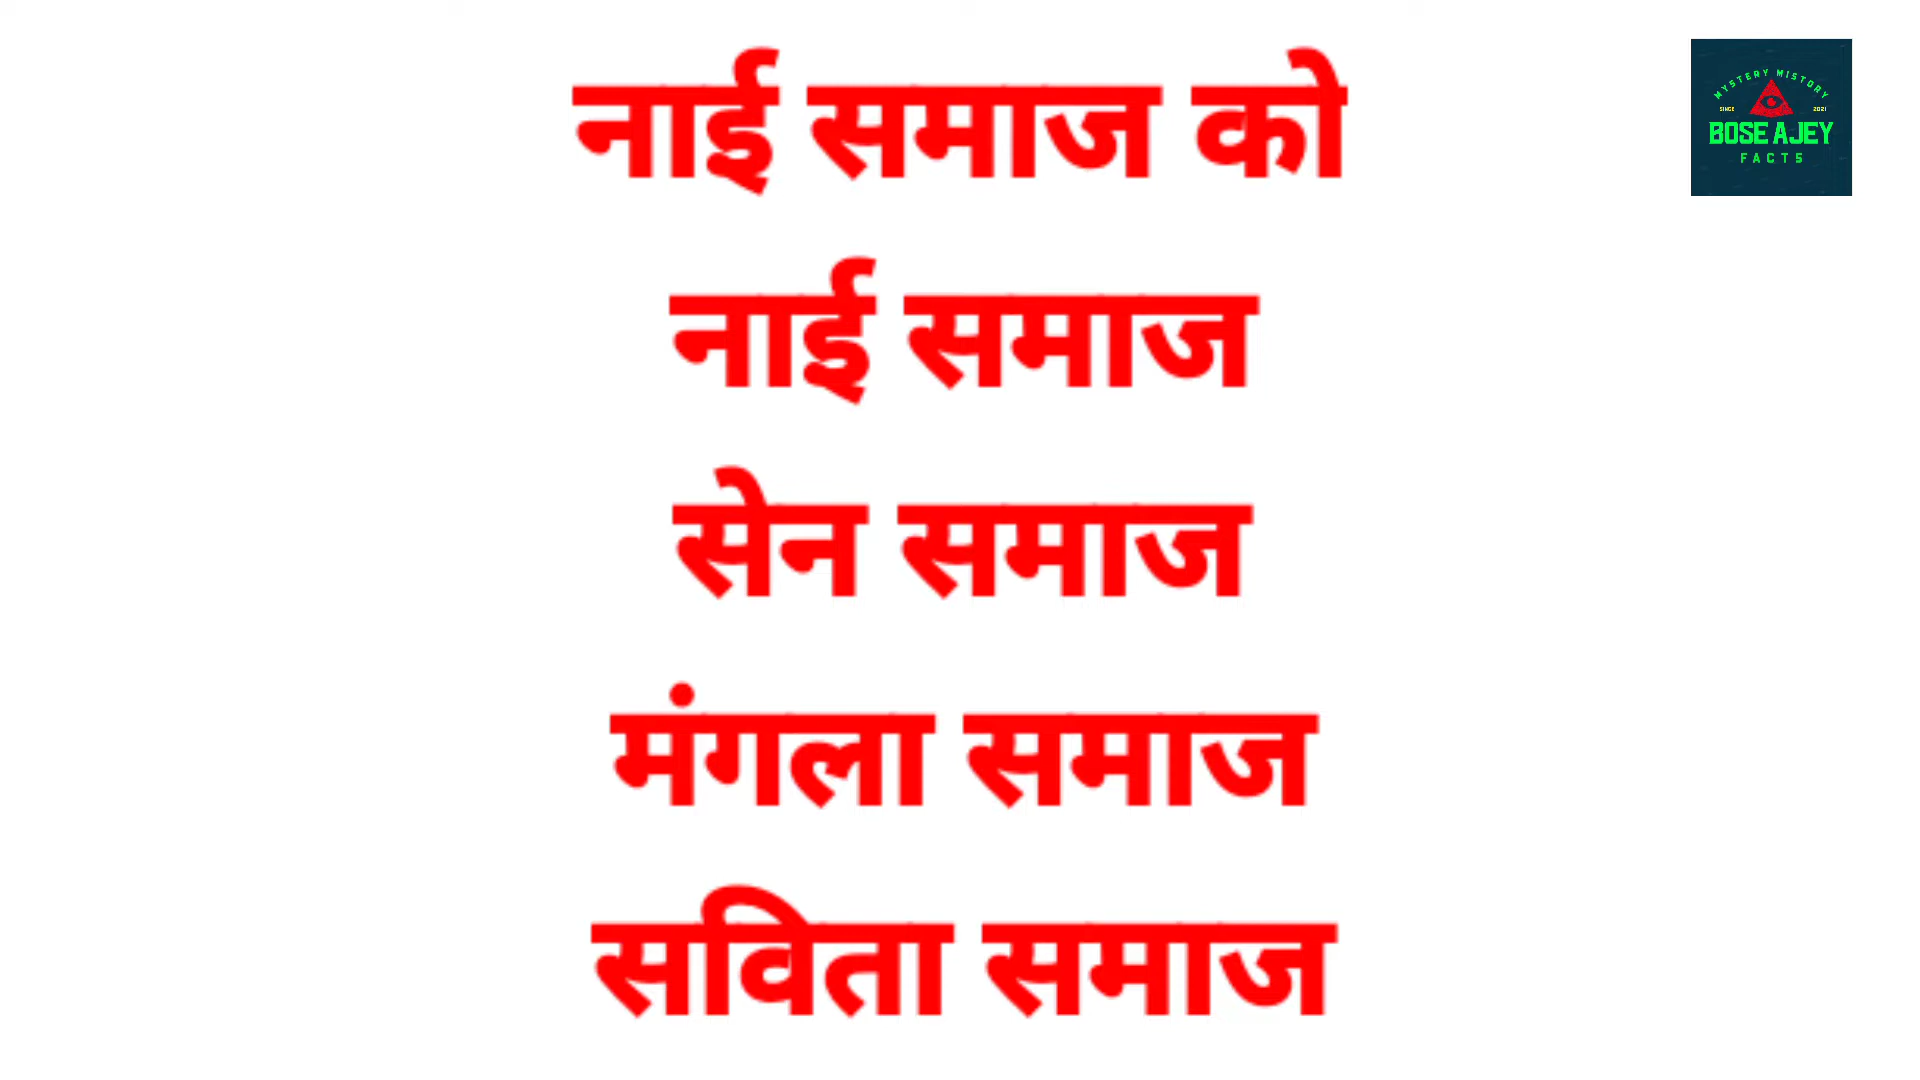 नाई समाज को
नाई समाज
सेन समाज
मंगला समाज
सविता समाज
MYSTERY MISTORY
SINCE 2021
BOSE AJEY
FACTS